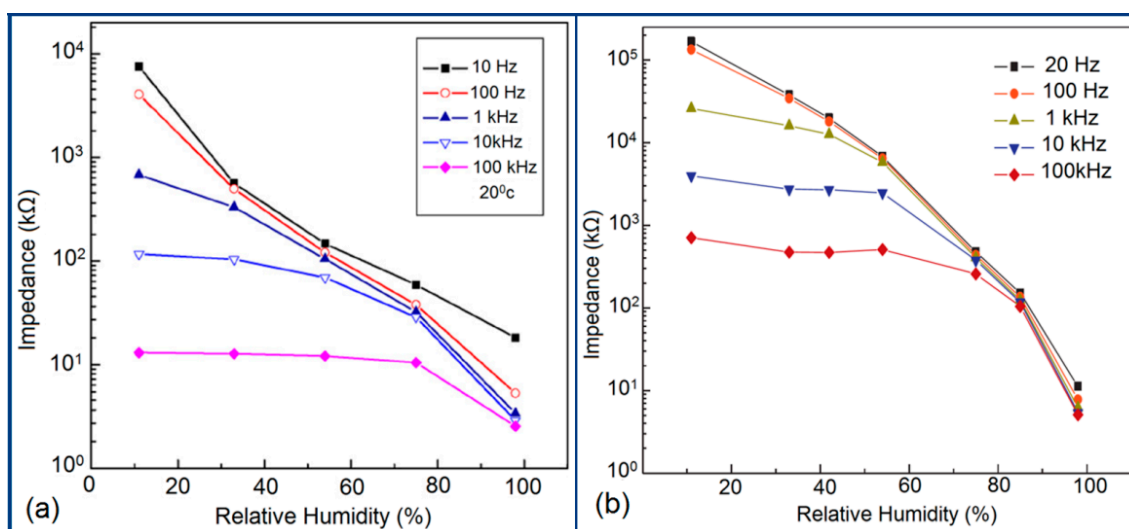 10⁴
10³
10² 
10¹
10⁰
Impedance (kΩ)
10 Hz
100 Hz
1 kHz
10kHz
100 kHz
20⁰c
0
20
40
60
80
100
(a)
Relative Humidity (%)
10⁵
10⁴
10³
10²
10¹
10⁰
Impedance (kΩ)
20 Hz
100 Hz
1 kHz
10 kHz
100kHz
20
40
60
80
100
(b)
Relative Humidity (%)